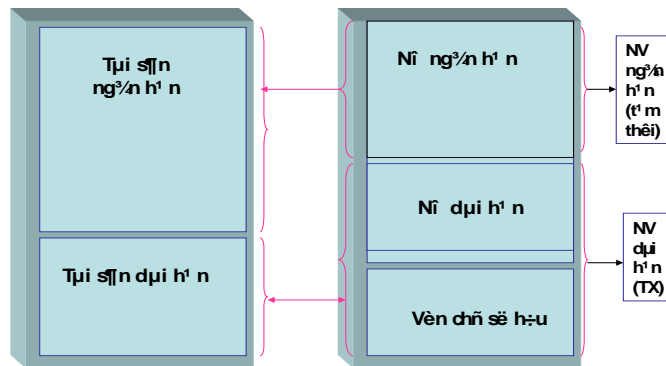 Tµi s¶n
ng¾n h¹n
Tµi s¶n dµi h¹n
Nî ng¾n h¹n
Nî dµi h¹n
Vèn chñ së h÷u
NV
ng¾n
h¹n
(t¹m
thêi)
NV
dµi
h¹n
(TX)